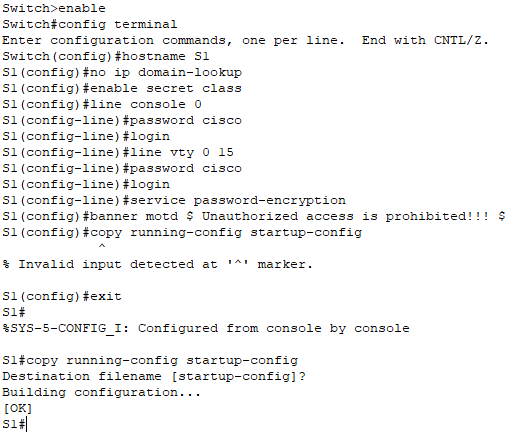 Switch>enable
Switch#config terminal
Enter configuration commands, one per line.  End with CNTL/Z.
Switch(config)#hostname S1
S1(config)#no ip domain-lookup
S1(config)#enable secret class
S1(config)#line console 0
S1(config-line)#password cisco
S1(config-line)#login
S1(config-line)#line vty 0 15
S1(config-line)#password cisco
S1(config-line)#login
S1(config-line)#service password-encryption
S1(config)#banner motd $ Unauthorized access is prohibited!!! $
S1(config)#copy running-config startup-config
            ^
% Invalid input detected at '^' marker.

S1(config)#exit
S1#
%SYS-5-CONFIG_I: Configured from console by console

S1#copy running-config startup-config
Destination filename [startup-config]?
Building configuration...
[OK]
S1#